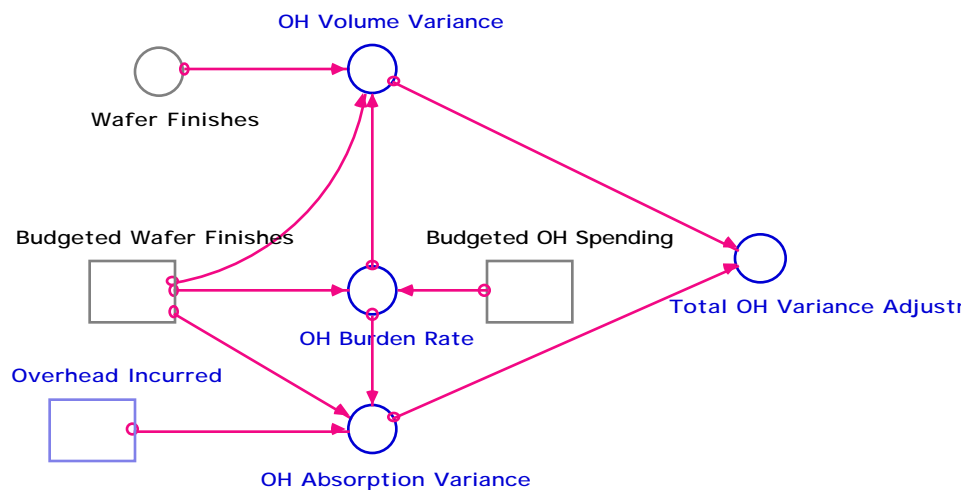 OH Volume Variance
Wafer Finishes
Budgeted Wafer Finishes
Budgeted OH Spending
Total OH Variance
OH Burden Rate
Overhead Incurred
OH Absorption Variance